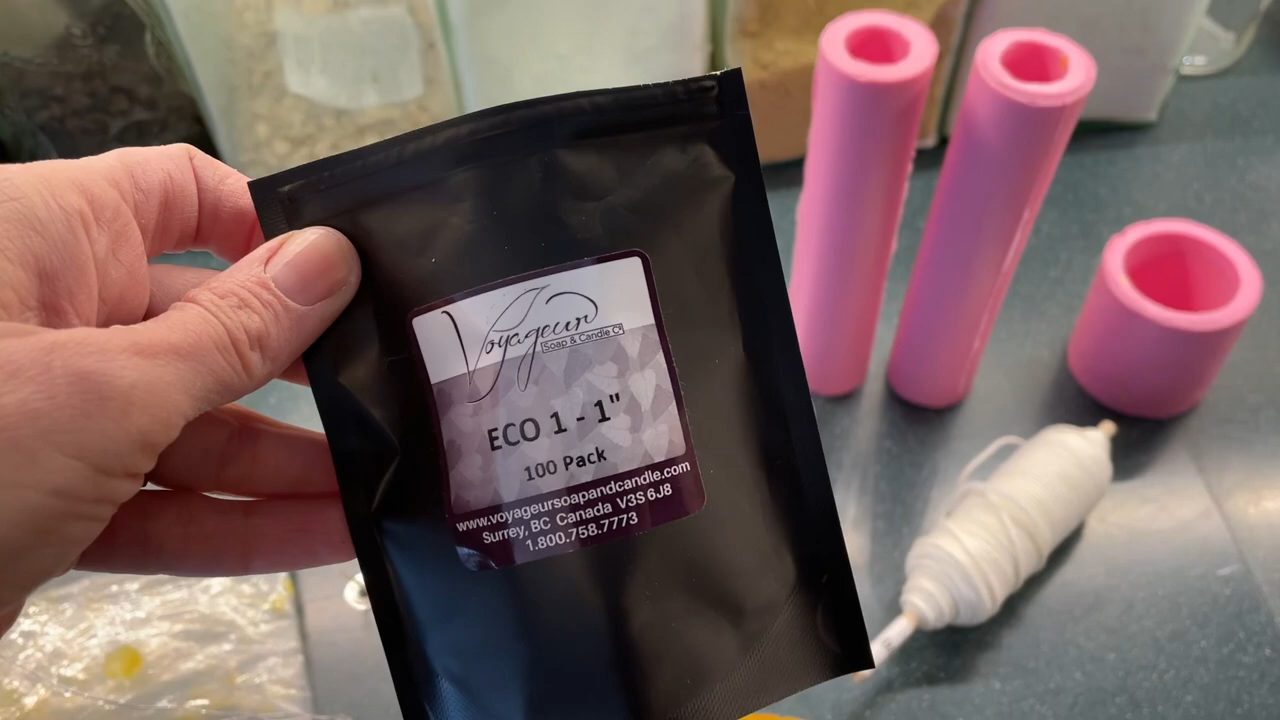 Voyageur
Soap & Candle Co
ECO 1 - 1"
100 Pack
www.voyageursoapandcandle.com
Surrey, BC Canada V3S 6J8
1.800.758.7773